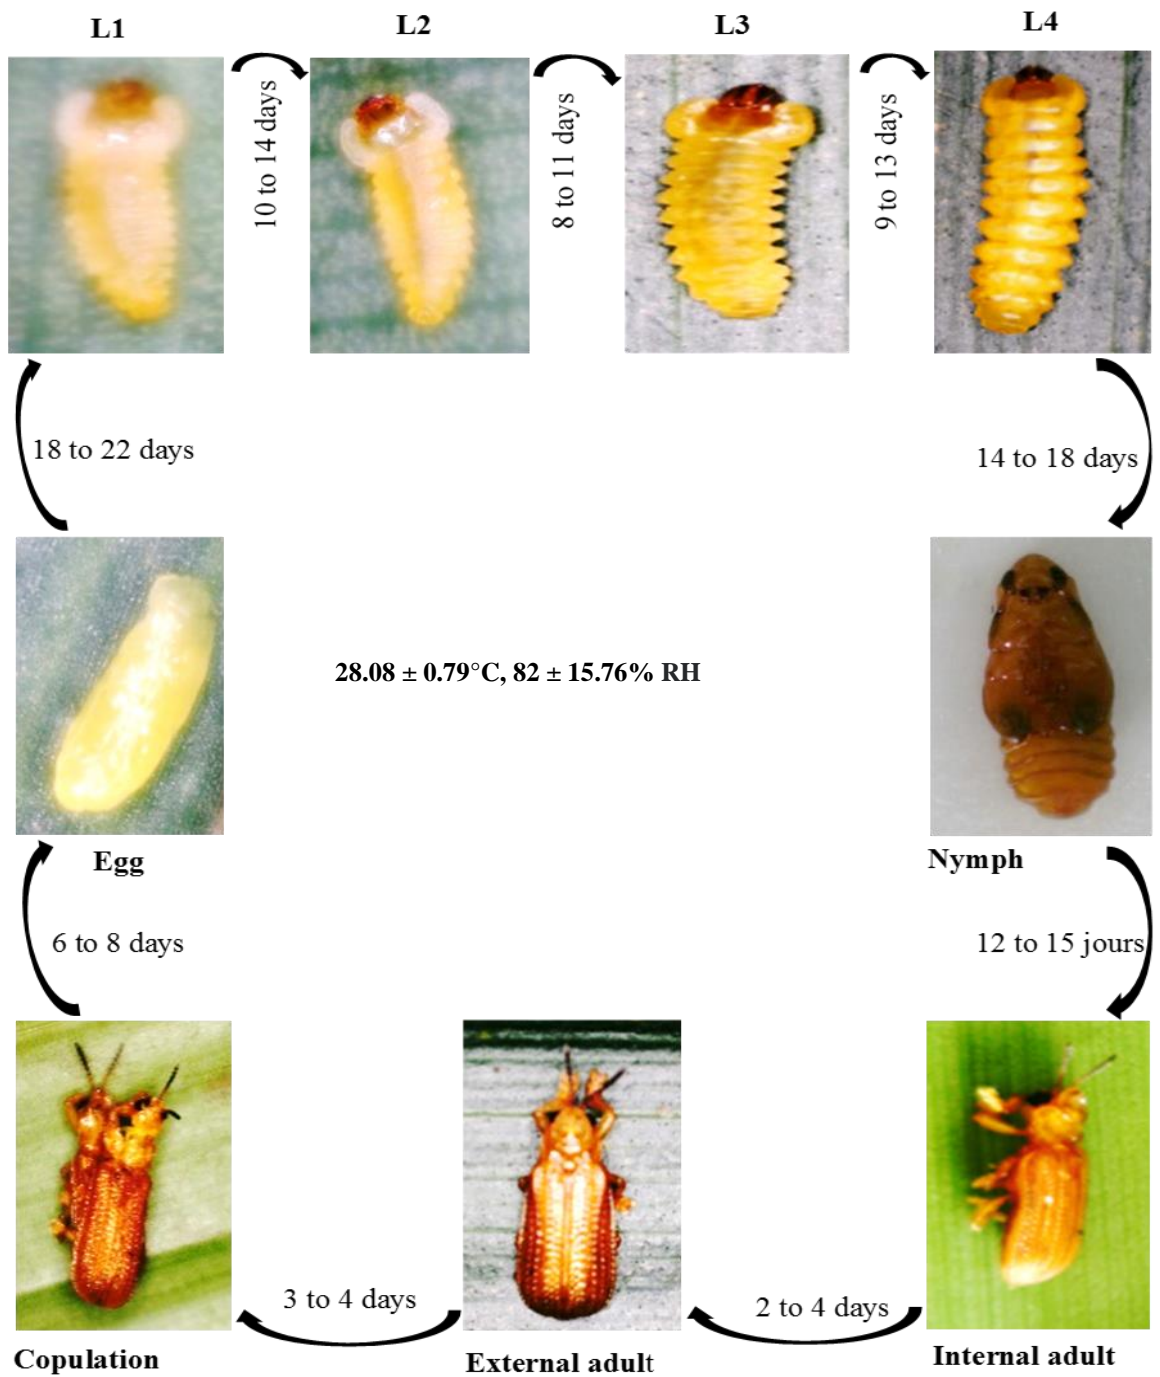 L1
L2
L3
L4
10 to 14 days
8 to 11 days
9 to 13 days
18 to 22 days
14 to 18 days
28.08 ± 0.79°C, 82 ± 15.76% RH
Egg
Nymph
6 to 8 days
12 to 15 jours
3 to 4 days
2 to 4 days
Copulation
External adult
Internal adult